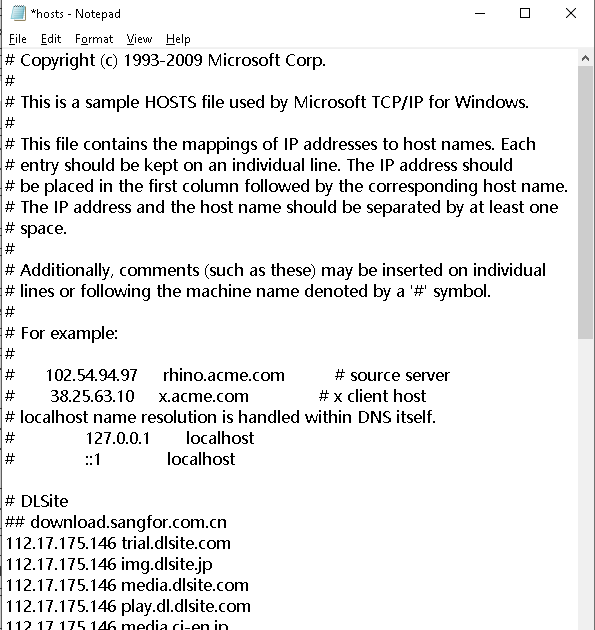 *hosts - Notepad
File Edit Format View Help
# Copyright (c) 1993-2009 Microsoft Corp.
#
# This is a sample HOSTS file used by Microsoft TCP/IP for Windows.
#
# This file contains the mappings of IP addresses to host names. Each
# entry should be kept on an individual line. The IP address should
# be placed in the first column followed by the corresponding host name.
# The IP address and the host name should be separated by at least one
# space.
#
# Additionally, comments (such as these) may be inserted on individual
# lines or following the machine name denoted by a '#' symbol.
#
# For example:
#
# 102.54.94.97 rhino.acme.com # source server
# 38.25.63.10 x.acme.com # x client host
# localhost name resolution is handled within DNS itself.
# 127.0.0.1 localhost
# ::1 localhost
# DLSite
## download.sangfor.com.cn
112.17.175.146 trial.dlsite.com
112.17.175.146 img.dlsite.jp
112.17.175.146 media.dlsite.com
112.17.175.146 play.dl.dlsite.com
112.17.175.146 media.ci-en.jp